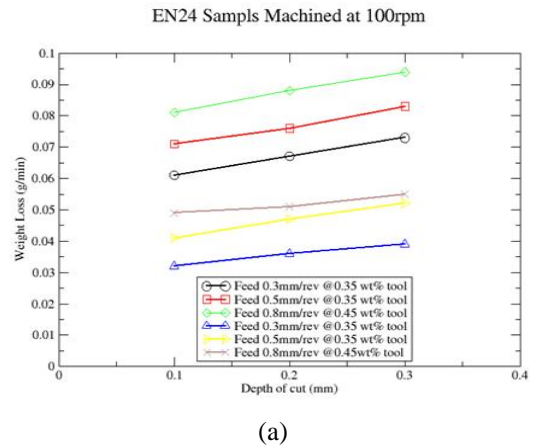 EN24 Sampls Machined at 100rpm
0.1
0.09
0.08
0.07
0.06
0.05
0.04
0.03
0.02
0.01
0
Weight Loss (g/min)
Feed 0.3mm/rev @0.35 wt% tool
Feed 0.5mm/rev @0.35 wt% tool
Feed 0.8mm/rev @0.45 wt% tool
Feed 0.3mm/rev @0.35 wt% tool
Feed 0.5mm/rev @0.35 wt% tool
Feed 0.8mm/rev @0.45wt% tool
0 0.1 0.2 0.3 0.4
Depth of cut (mm)
(a)